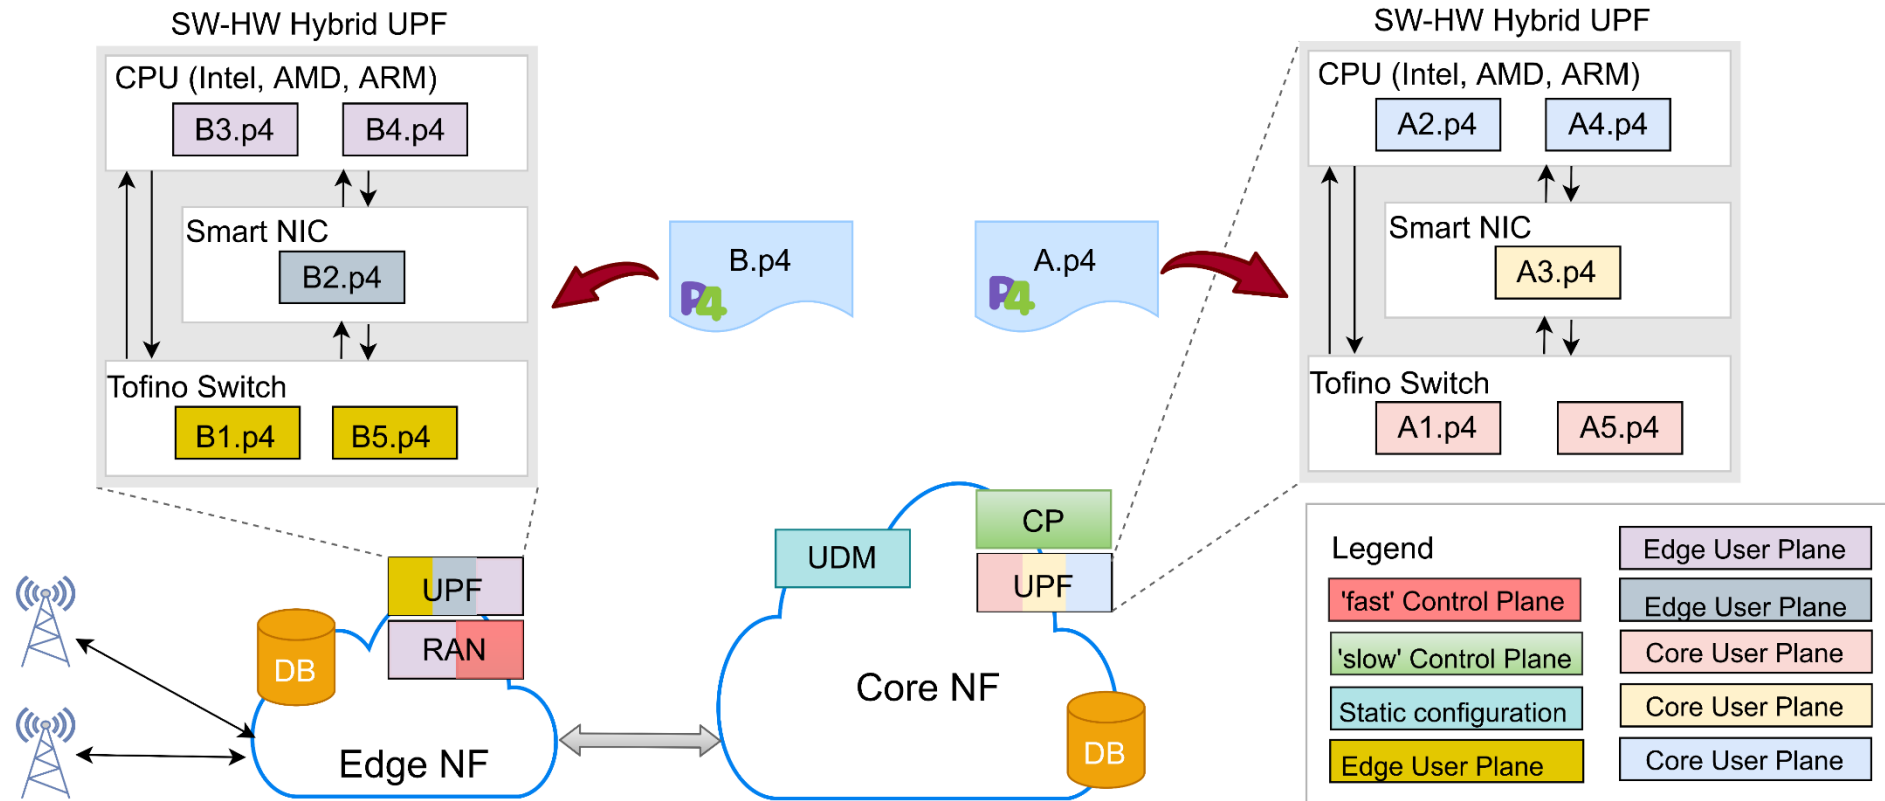 SW-HW Hybrid UPF
CPU (Intel, AMD, ARM)
B3.p4
B4.p4
Smart NIC
B2.p4
Tofino Switch
B1.p4
B5.p4
B.p4
P4
A.p4
P4
SW-HW Hybrid UPF
CPU (Intel, AMD, ARM)
A2.p4
A4.p4
Smart NIC
A3.p4
Tofino Switch
A1.p4
A5.p4
UPF
RAN
DB
Edge NF
CP
UDM
UPF
Core NF
DB
Legend
'fast' Control Plane
'slow' Control Plane
Static configuration
Edge User Plane
Edge User Plane
Edge User Plane
Core User Plane
Core User Plane
Core User Plane